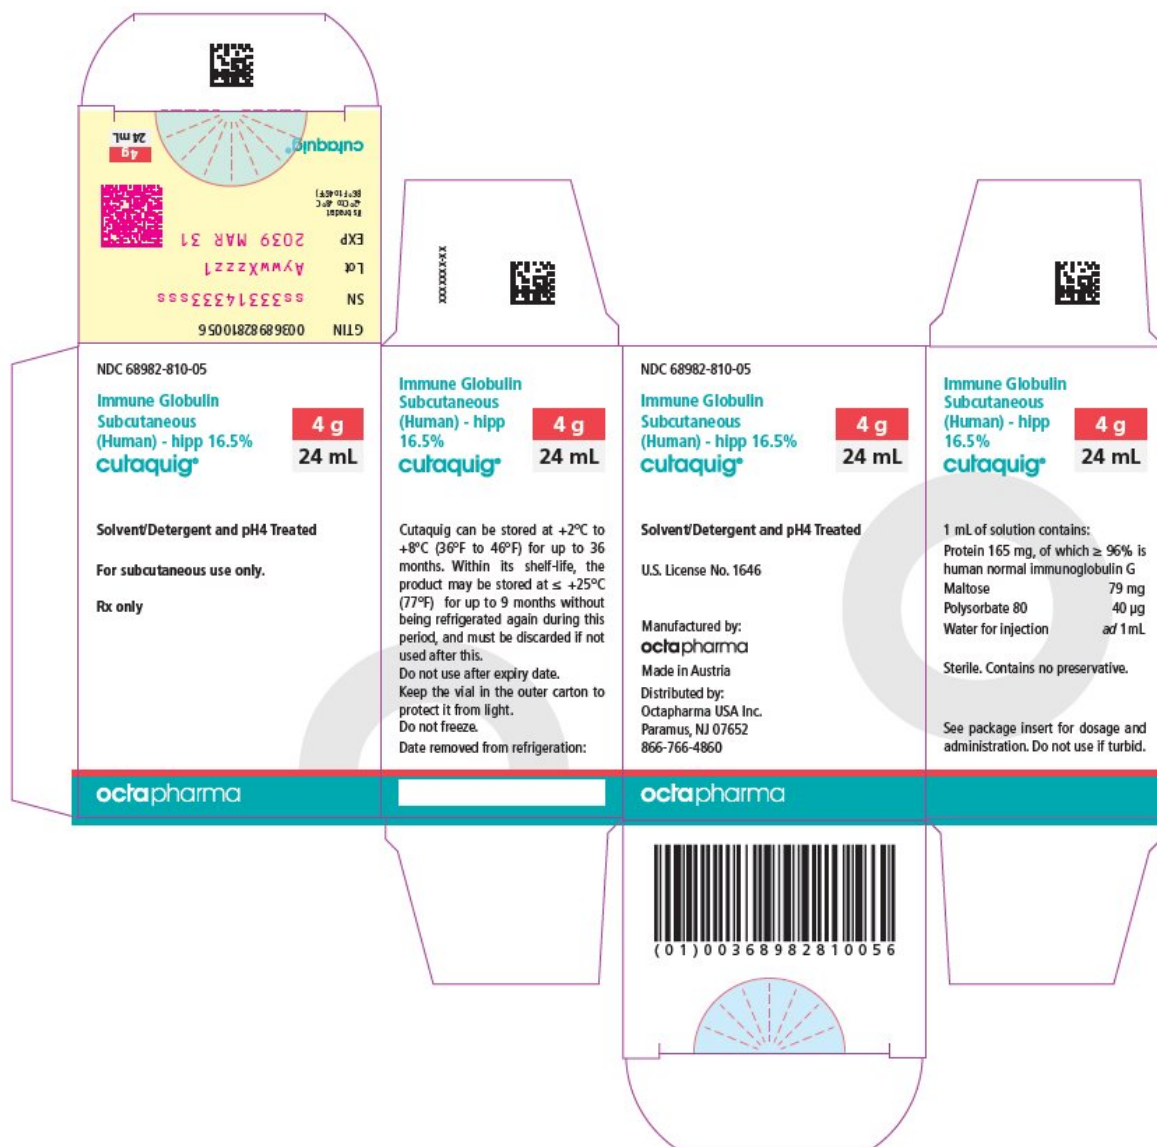 GTIN 00368982810056
SN
Lot AywwXzzz1
EXP 2039 MAR 31
cutaquig®
4g
24 mL
XXXXXXXX-XX
NDC 68982-810-05
Immune Globulin
Subcutaneous
(Human) - hipp 16.5%
cutaquig®
4 g
24 mL
Solvent/Detergent and pH4 Treated
For subcutaneous use only.
Rx only
octapharma
Immune Globulin
Subcutaneous
(Human) - hipp
16.5%
cutaquig®
4 g
24 mL
Cutaquig can be stored at +2°C to
+8°C (36°F to 46°F) for up to 36
months. Within its shelf-life, the
product may be stored at ≤ +25°C
(77°F) for up to 9 months without
being refrigerated again during this
period, and must be discarded if not
used after this.
Do not use after expiry date.
Keep the vial in the outer carton to
protect it from light.
Do not freeze.
Date removed from refrigeration:
NDC 68982-810-05
Immune Globulin
Subcutaneous
(Human) - hipp 16.5%
cutaquig®
4 g
24 mL
Solvent/Detergent and pH4 Treated
U.S. License No. 1646
Manufactured by:
octapharma
Made in Austria
Distributed by:
Octapharma USA Inc.
Paramus, NJ 07652
866-766-4860
octapharma
Immune Globulin
Subcutaneous
(Human) - hipp
16.5%
cutaquig®
4 g
24 mL
1 mL of solution contains:
Protein 165 mg, of which ≥ 96% is
human normal immunoglobulin G
Maltose 79 mg
Polysorbate 80 40 µg
Water for injection ad 1mL
Sterile. Contains no preservative.
See package insert for dosage and
administration. Do not use if turbid.
(01)00368982810056